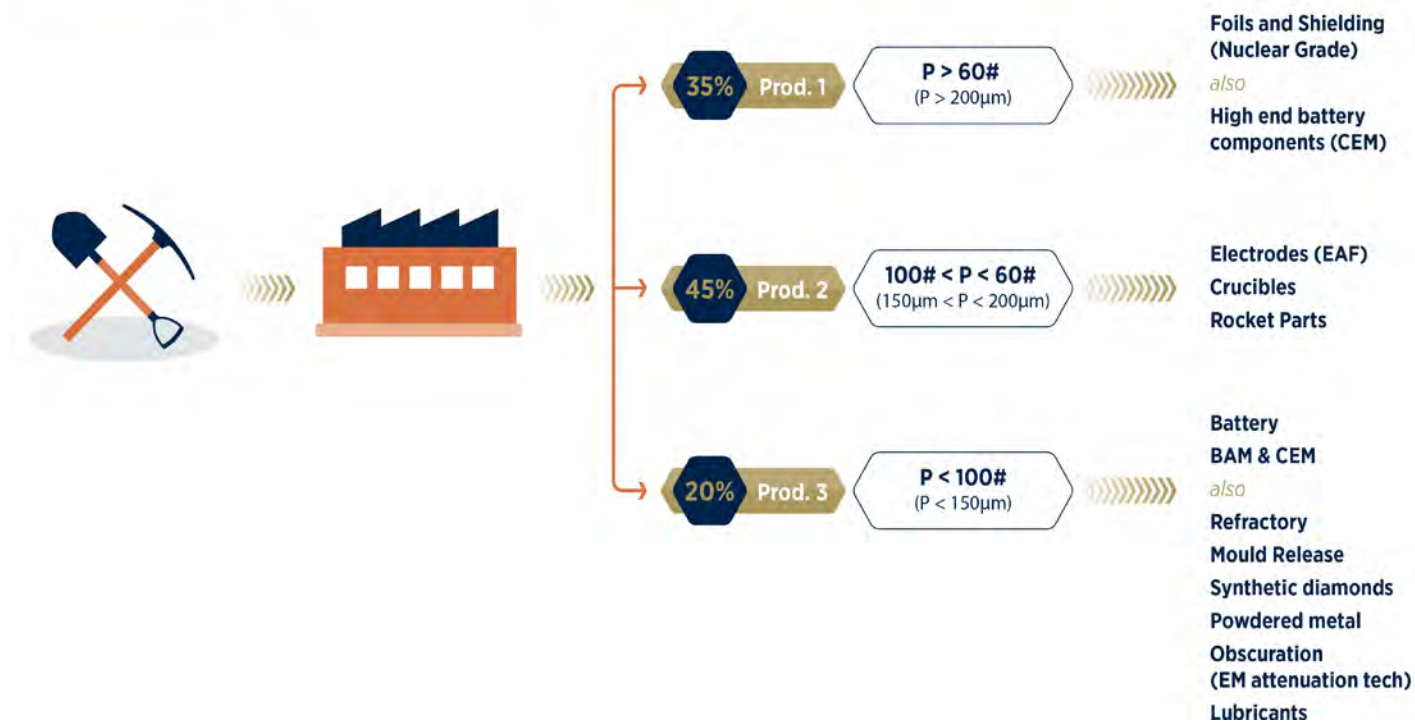 35% Prod. 1
P > 60#
(P > 200µm)
Foils and Shielding
(Nuclear Grade)
also
High end battery
components (CEM)
45% Prod. 2
100# < P < 60#
(150µm < P < 200µm)
Electrodes (EAF)
Crucibles
Rocket Parts
20% Prod. 3
P < 100#
(P < 150µm)
Battery
BAM & CEM
also
Refractory
Mould Release
Synthetic diamonds
Powdered metal
Obscuration
(EM attenuation tech)
Lubricants